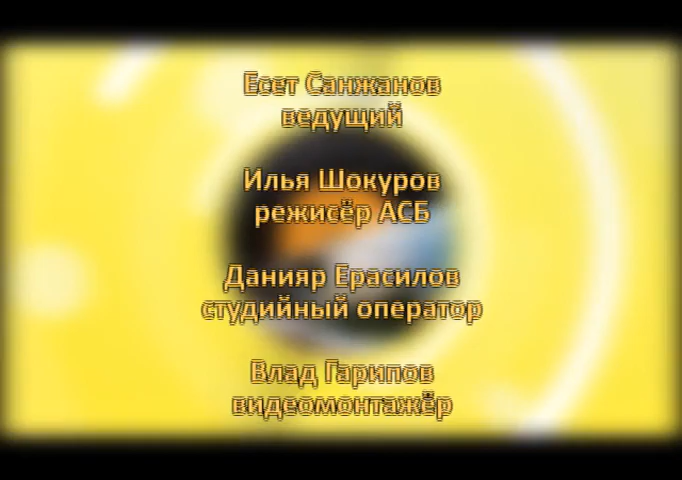 Есет Санжанов
ведущий
Илья Шокуров
режисёр АСБ
Данияр Ерасилов
студийный оператор
Влад Гарипов
видеомонтажёр